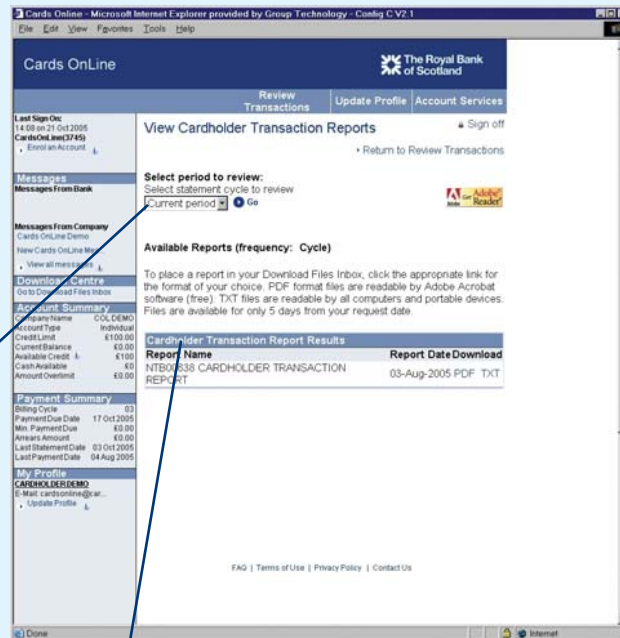 Cards Online - Microsoft Internet Explorer provided by Group Technology - Config C V2.1
File Edit View Favorites Tools Help
Cards OnLine
The Royal Bank
of Scotland
Review
Transactions
Update Profile
Account Services
Last Sign On:
14:08 on 21 Oct 2005
CardsOnLine(3745)
Enrol an Account
Messages
Messages From Bank
Messages From Company
Cards OnLine Demo
New Cards OnLine Mes...
View all messages
Download Centre
Go to Download Files Inbox
Account Summary
Company Name COL DEMO
Account Type Individual
Credit Limit £100.00
Current Balance £0.00
Available Credit £100
Cash Available £0
Amount Overlimit £0.00
Payment Summary
Billing Cycle 03
Payment Due Date 17 Oct 2005
Min. Payment Due £0.00
Arrears Amount £0.00
Last Statement Date 03 Oct 2005
Last Payment Date 04 Aug 2005
My Profile
CARDHOLDER DEMO
E-Mail: cardsonline@car...
Update Profile
View Cardholder Transaction Reports
Sign off
Return to Review Transactions
Select period to review:
Select statement cycle to review
Current period Go
Get Adobe Reader
Adobe
Available Reports (frequency: Cycle)
To place a report in your Download Files Inbox, click the appropriate link for
the format of your choice. PDF format files are readable by Adobe Acrobat
software (free). TXT files are readable by all computers and portable devices.
Files are available for only 5 days from your request date.
Cardholder Transaction Report Results
Report Name Report Date Download
NTB00838 CARDHOLDER TRANSACTION
REPORT
03-Aug-2005 PDF TXT
FAQ | Terms of Use | Privacy Policy | Contact Us
Done
Internet